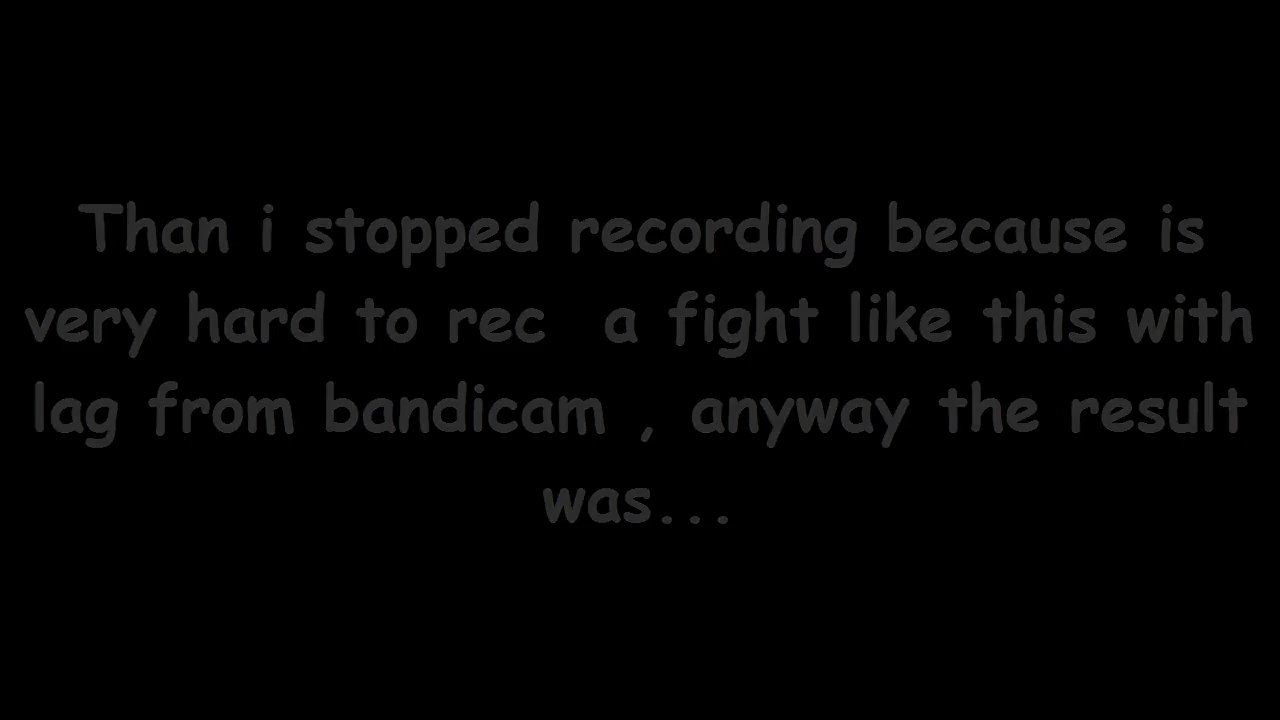 Than i stopped recording because is
very hard to rec  a fight like this with
lag from bandicam , anyway the result
was...